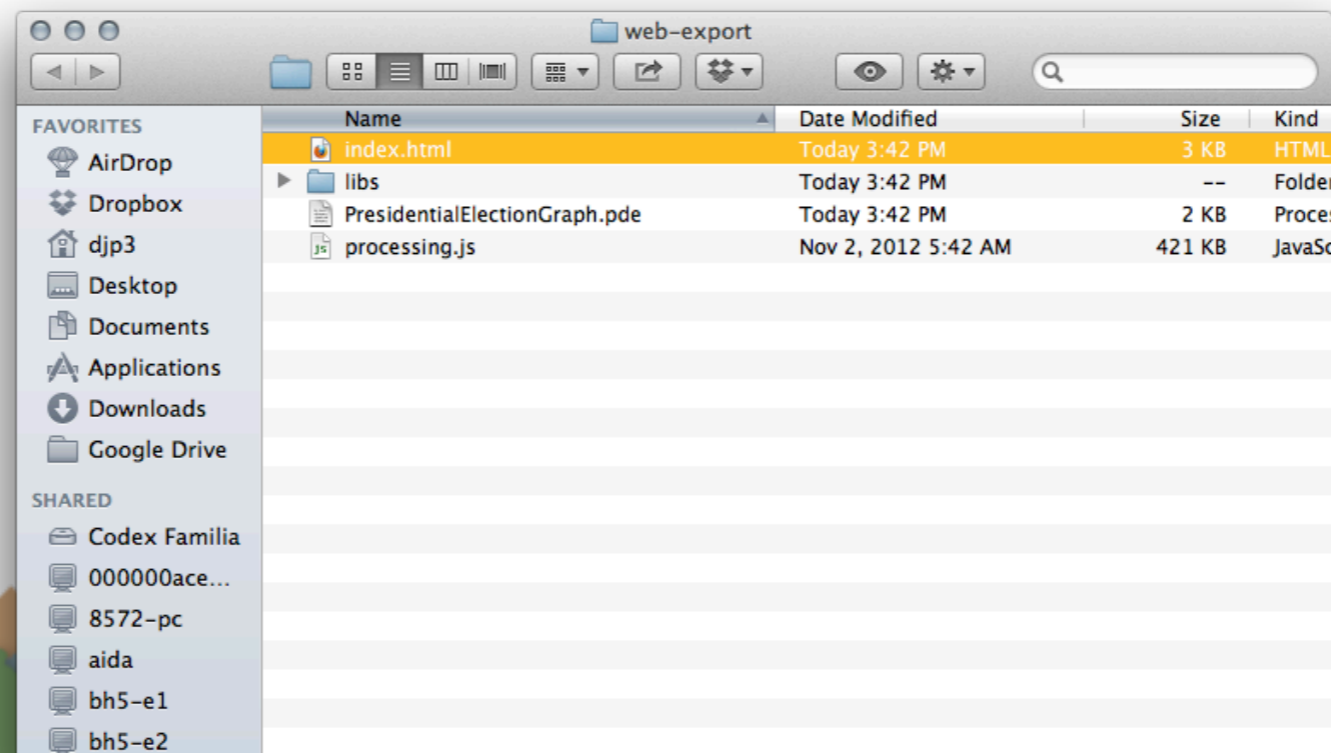 web-export
FAVORITES
AirDrop
Dropbox
djp3
Desktop
Documents
Applications
Downloads
Google Drive
SHARED
Codex Familia
000000ace...
8572-pc
aida
bh5-e1
bh5-e2
Name Date Modified Size Kind
index.html Today 3:42 PM 3 KB HTML
libs Today 3:42 PM -- Folder
PresidentialElectionGraph.pde Today 3:42 PM 2 KB Proces
JS processing.js Nov 2, 2012 5:42 AM 421 KB JavaSc